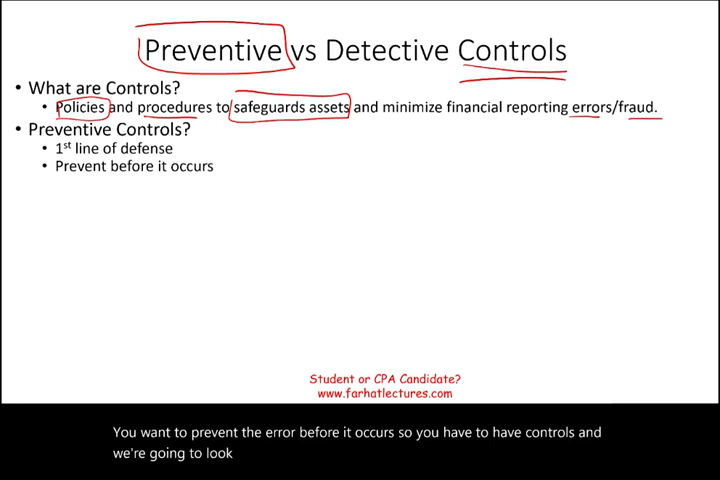 Preventive vs Detective Controls
• What are Controls?
• Policies and procedures to safeguards assets and minimize financial reporting errors/fraud.
• Preventive Controls?
• 1st line of defense
• Prevent before it occurs
Student or CPA Candidate?
www.farhatlectures.com
You want to prevent the error before it occurs so you have to have controls and
we're going to look